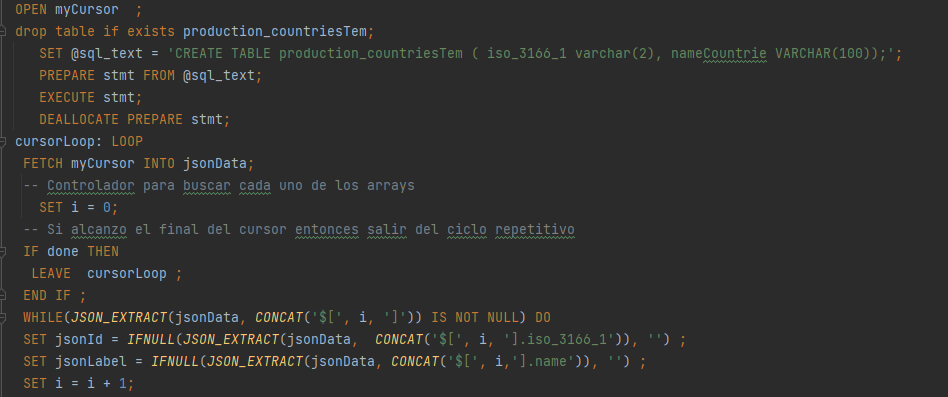 OPEN myCursor  ;
drop table if exists production_countriesTem;
SET @sql_text = 'CREATE TABLE production_countriesTem ( iso_3166_1 varchar(2), nameCountrie VARCHAR(100));';
PREPARE stmt FROM @sql_text;
EXECUTE stmt;
DEALLOCATE PREPARE stmt;
cursorLoop: LOOP
FETCH myCursor INTO jsonData;
-- Controlador para buscar cada uno de los arrays
SET i = 0;
-- Si alcanzo el final del cursor entonces salir del ciclo repetitivo
IF done THEN
LEAVE  cursorLoop ;
END IF ;
WHILE(JSON_EXTRACT(jsonData, CONCAT('$[', i, ']')) IS NOT NULL) DO
SET jsonId = IFNULL(JSON_EXTRACT(jsonData,  CONCAT('$[', i, '].iso_3166_1')), '') ;
SET jsonLabel = IFNULL(JSON_EXTRACT(jsonData, CONCAT('$[', i,'].name')), '') ;
SET i = i + 1;